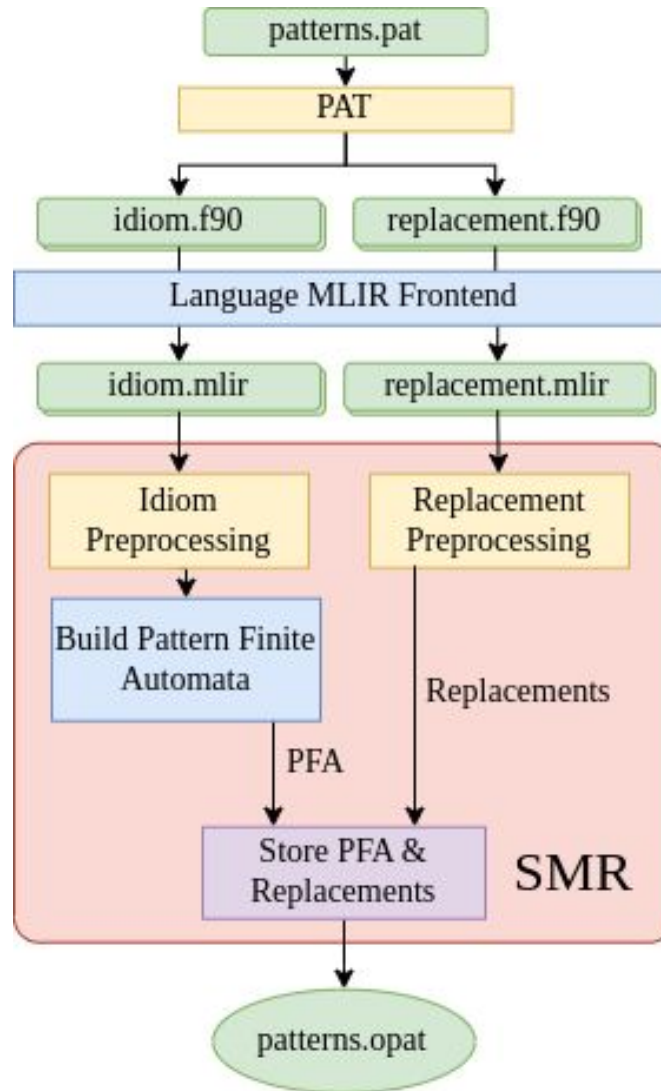 patterns.pat
PAT
idiom.f90
replacement.f90
Language MLIR Frontend
idiom.mlir
replacement.mlir
Idiom
Preprocessing
Replacement
Preprocessing
Build Pattern Finite
Automata
Replacements
PFA
Store PFA &
Replacements
SMR
patterns.opat